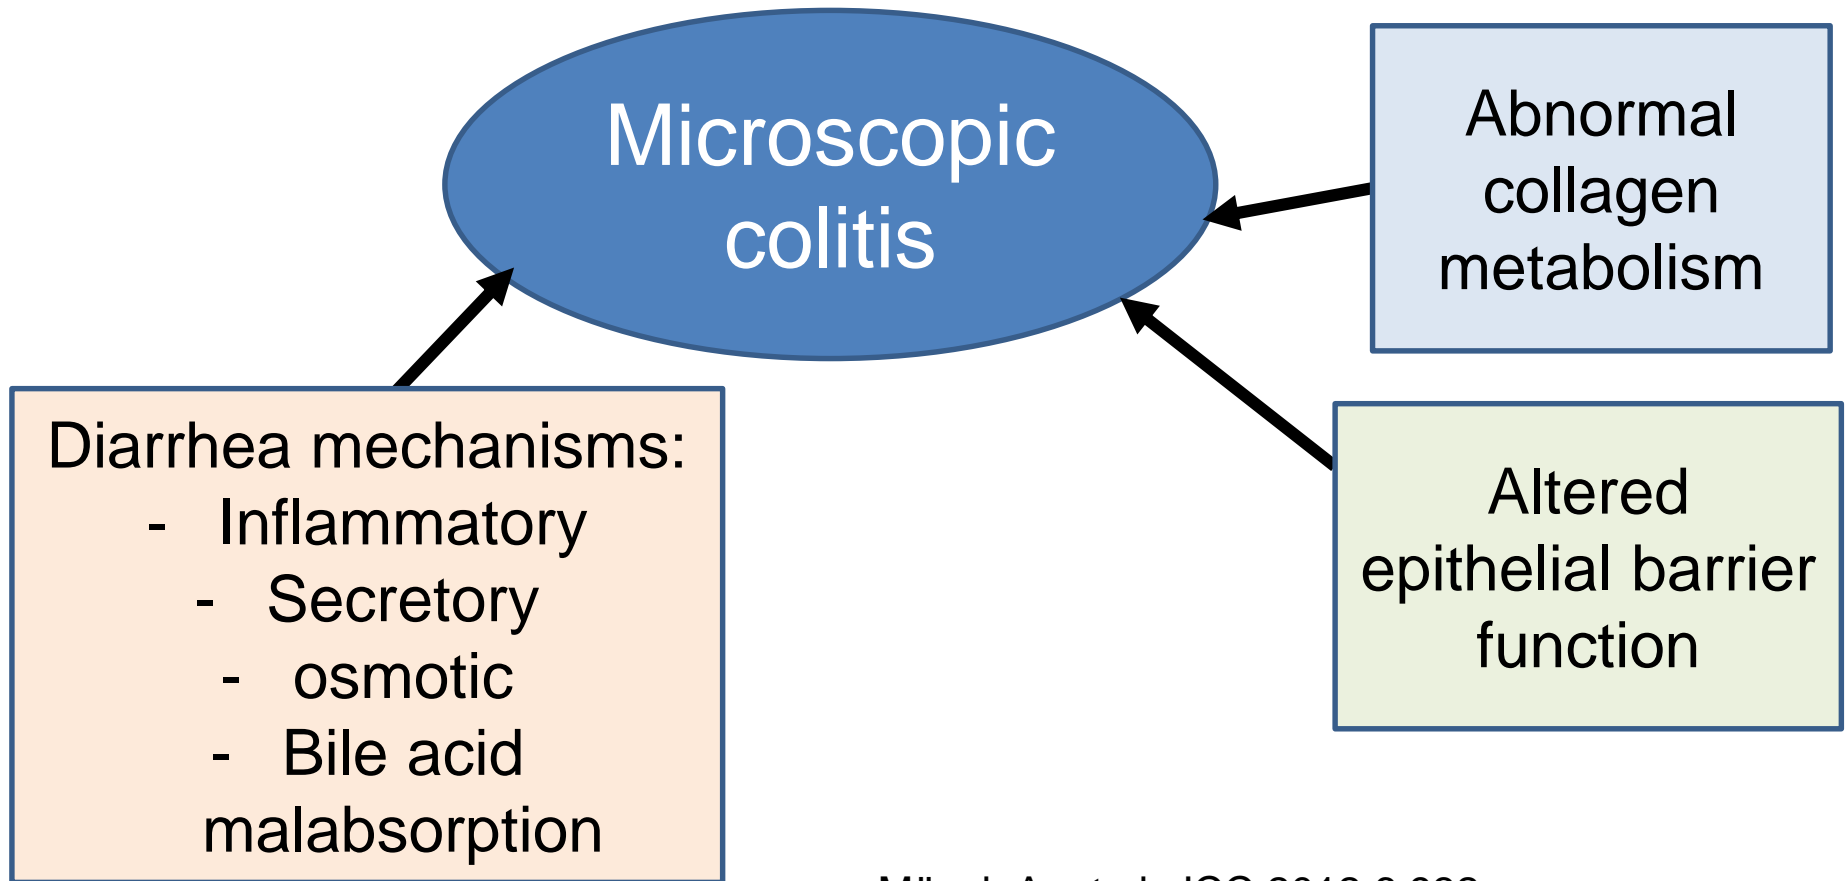 Microscopic
colitis
Abnormal
collagen
metabolism
Diarrhea mechanisms:
- Inflammatory
- Secretory
- osmotic
- Bile acid
malabsorption
Altered
epithelial barrier
function